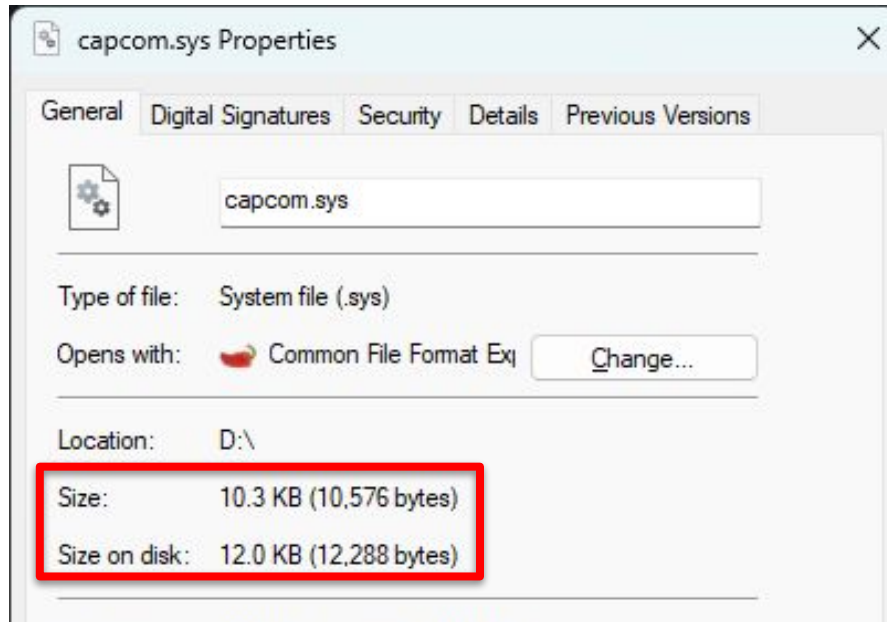 capcom.sys Properties
General Digital Signatures Security Details Previous Versions
capcom.sys
Type of file: System file (.sys)
Opens with: Common File Format Exp Change...
Location: D:\
Size: 10.3 KB (10,576 bytes)
Size on disk: 12.0 KB (12,288 bytes)